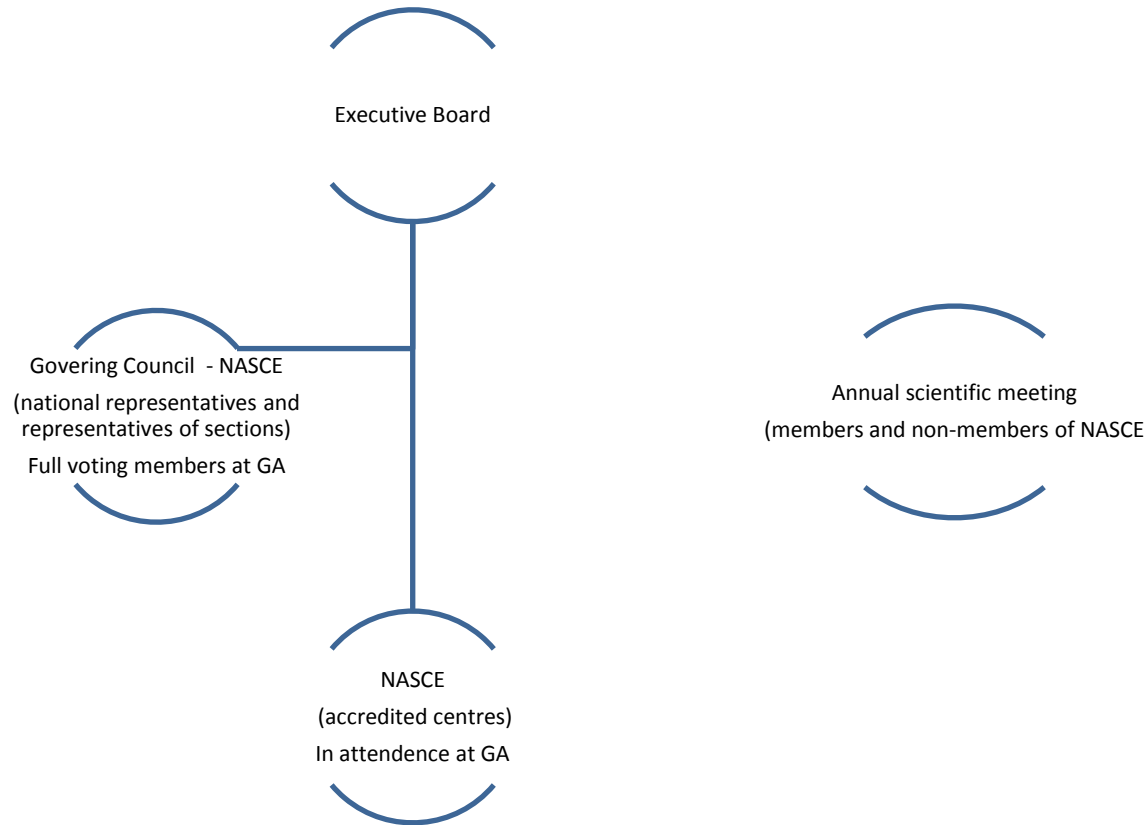 Executive Board
Govering Council  - NASCE
(national representatives and
representatives of sections)
Full voting members at GA
Annual scientific meeting
(members and non-members of NASCE
NASCE
(accredited centres)
In attendence at GA